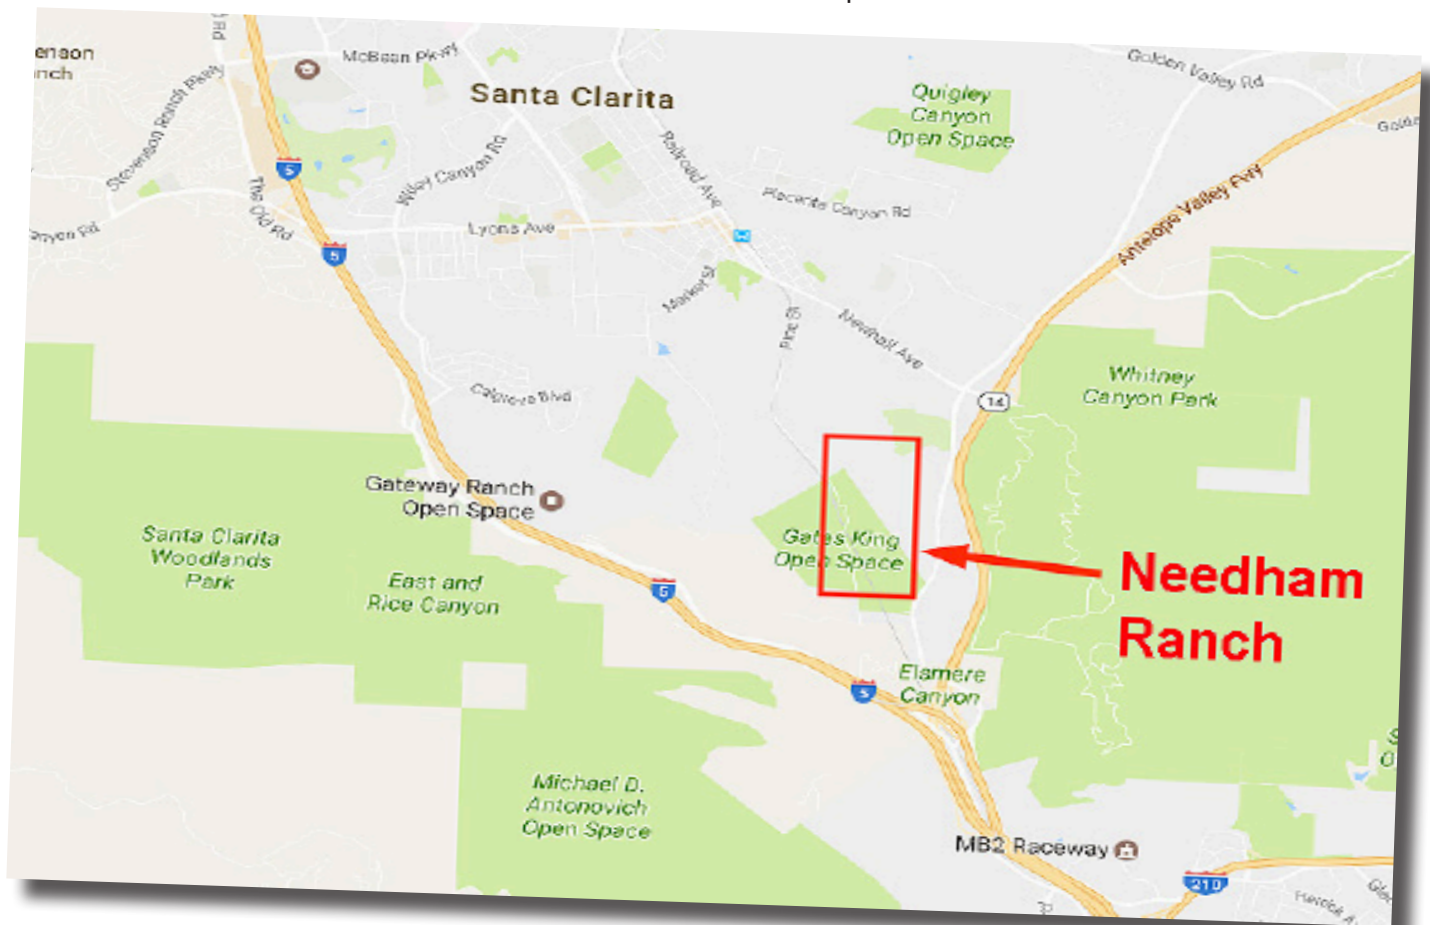 McBean Pkwy
Golden Valley Rd
Santa Clarita
Quigley
Canyon
Open Space
Stevenson Ranch Pkwy
Railroad Ave
Wiley Canyon Rd
5
The Old Rd
Placerita Canyon Rd
Antelope Valley Fwy
Lyons Ave
5
Market St
Pine St
Newhall Ave
Whitney
Canyon Park
14
Calgrove Blvd
Gateway Ranch
Open Space
Santa Clarita
Woodlands
Park
Gates King
Open Space
East and
Rice Canyon
5
Needham
Ranch
Elsmere
Canyon
5
Michael D.
Antonovich
Open Space
MB2 Raceway
210